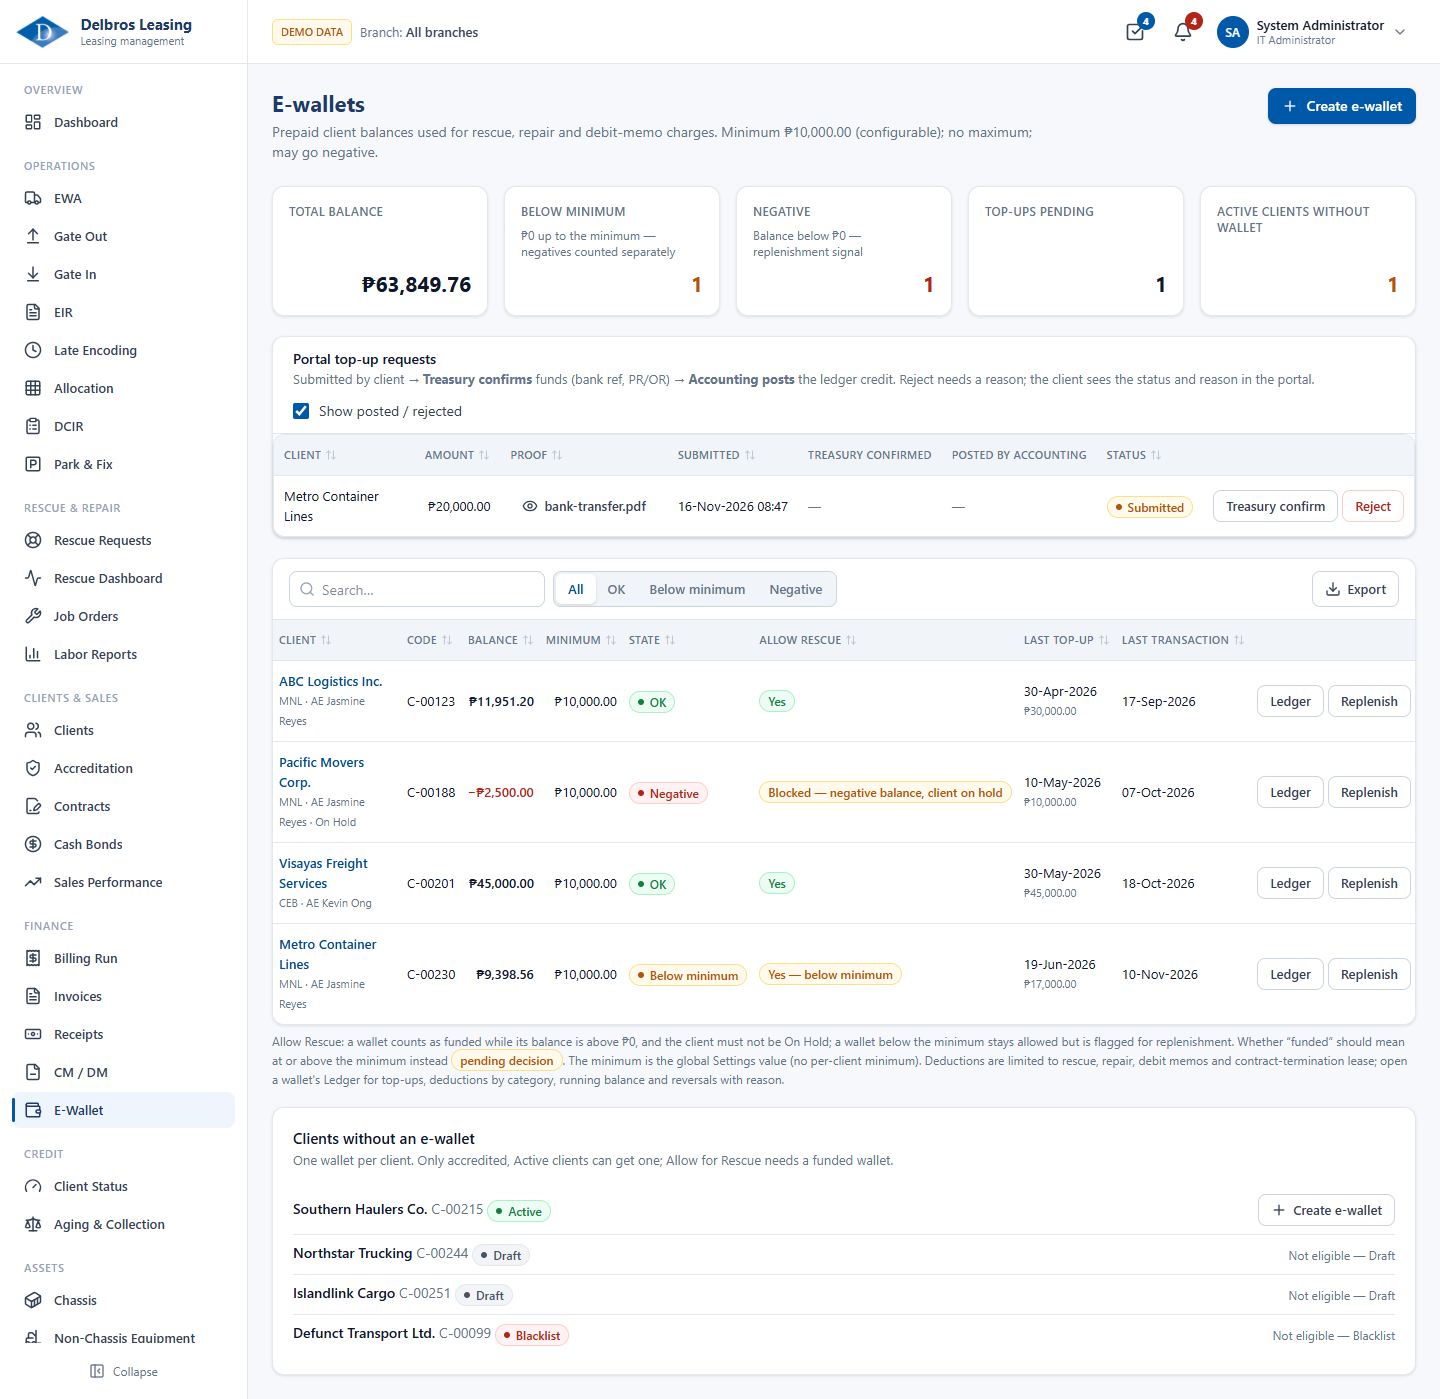 Delbros Leasing
Leasing management
DEMO DATA
Branch: All branches
4
4
SA
System Administrator
IT Administrator
OVERVIEW
Dashboard
OPERATIONS
EWA
Gate Out
Gate In
EIR
Late Encoding
Allocation
DCIR
Park & Fix
RESCUE & REPAIR
Rescue Requests
Rescue Dashboard
Job Orders
Labor Reports
CLIENTS & SALES
Clients
Accreditation
Contracts
Cash Bonds
Sales Performance
FINANCE
Billing Run
Invoices
Receipts
CM / DM
E-Wallet
CREDIT
Client Status
Aging & Collection
ASSETS
Chassis
Non-Chassis Equipment
Collapse
E-wallets
Create e-wallet
Prepaid client balances used for rescue, repair and debit-memo charges. Minimum ₱10,000.00 (configurable); no maximum;
may go negative.
TOTAL BALANCE
₱63,849.76
BELOW MINIMUM
₱0 up to the minimum —
negatives counted separately
1
NEGATIVE
Balance below ₱0 —
replenishment signal
1
TOP-UPS PENDING
1
ACTIVE CLIENTS WITHOUT
WALLET
1
Portal top-up requests
Submitted by client → Treasury confirms funds (bank ref, PR/OR) → Accounting posts the ledger credit. Reject needs a reason; the client sees the status and reason in the portal.
Show posted / rejected
CLIENT AMOUNT PROOF SUBMITTED TREASURY CONFIRMED POSTED BY ACCOUNTING STATUS
Metro Container
Lines
₱20,000.00 bank-transfer.pdf 16-Nov-2026 08:47 — — Submitted Treasury confirm Reject
Search...
All OK Below minimum Negative
Export
CLIENT CODE BALANCE MINIMUM STATE ALLOW RESCUE LAST TOP-UP LAST TRANSACTION
ABC Logistics Inc.
MNL · AE Jasmine
Reyes
C-00123 ₱11,951.20 ₱10,000.00 OK Yes
30-Apr-2026
₱30,000.00
17-Sep-2026 Ledger Replenish
Pacific Movers
Corp.
MNL · AE Jasmine
Reyes · On Hold
C-00188 −₱2,500.00 ₱10,000.00 Negative Blocked — negative balance, client on hold
10-May-2026
₱10,000.00
07-Oct-2026 Ledger Replenish
Visayas Freight
Services
CEB · AE Kevin Ong
C-00201 ₱45,000.00 ₱10,000.00 OK Yes
30-May-2026
₱45,000.00
18-Oct-2026 Ledger Replenish
Metro Container
Lines
MNL · AE Jasmine
Reyes
C-00230 ₱9,398.56 ₱10,000.00 Below minimum Yes — below minimum
19-Jun-2026
₱17,000.00
10-Nov-2026 Ledger Replenish
Allow Rescue: a wallet counts as funded while its balance is above ₱0, and the client must not be On Hold; a wallet below the minimum stays allowed but is flagged for replenishment. Whether “funded” should mean
at or above the minimum instead pending decision. The minimum is the global Settings value (no per-client minimum). Deductions are limited to rescue, repair, debit memos and contract-termination lease; open
a wallet's Ledger for top-ups, deductions by category, running balance and reversals with reason.
Clients without an e-wallet
One wallet per client. Only accredited, Active clients can get one; Allow for Rescue needs a funded wallet.
Southern Haulers Co. C-00215 Active Create e-wallet
Northstar Trucking C-00244 Draft Not eligible — Draft
Islandlink Cargo C-00251 Draft Not eligible — Draft
Defunct Transport Ltd. C-00099 Blacklist Not eligible — Blacklist